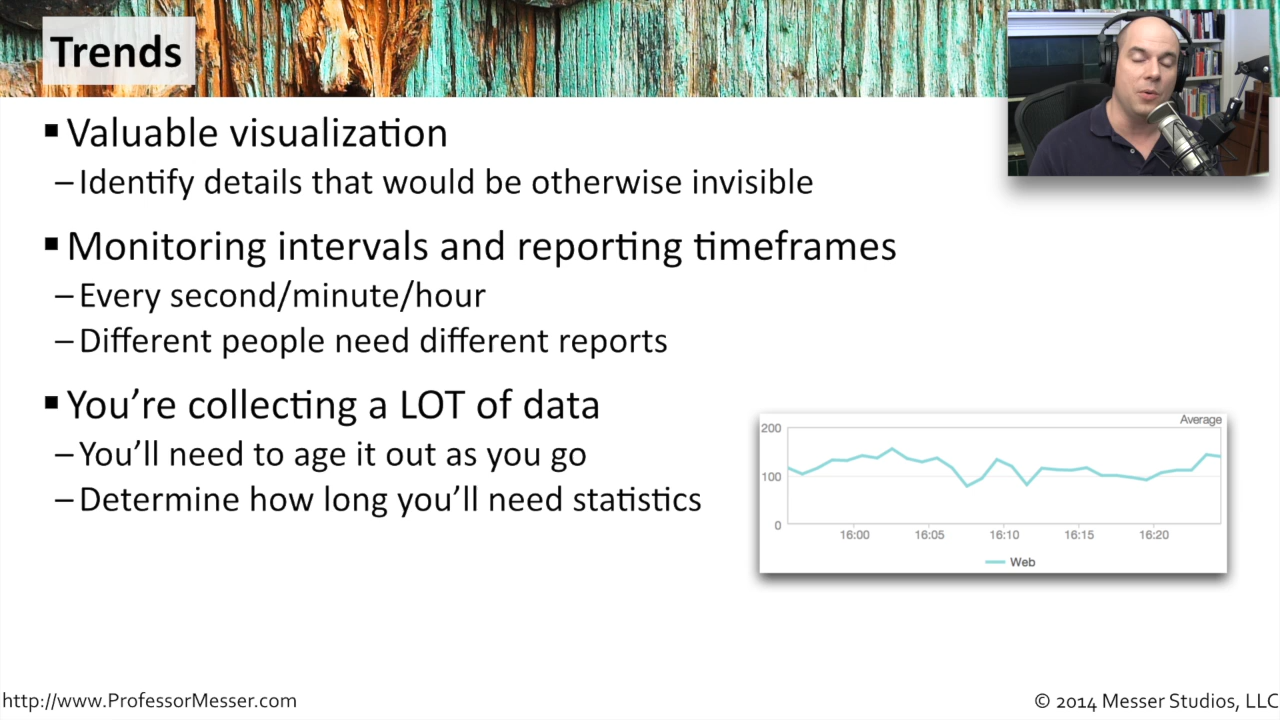 Trends
▪ Valuable visualization
– Identify details that would be otherwise invisible
▪ Monitoring intervals and reporting timeframes
– Every second/minute/hour
– Different people need different reports
▪ You’re collecting a LOT of data
– You’ll need to age it out as you go
– Determine how long you’ll need statistics
Average
200
100
0
16:00 16:05 16:10 16:15 16:20
Web
http://www.ProfessorMesser.com
© 2014 Messer Studios, LLC